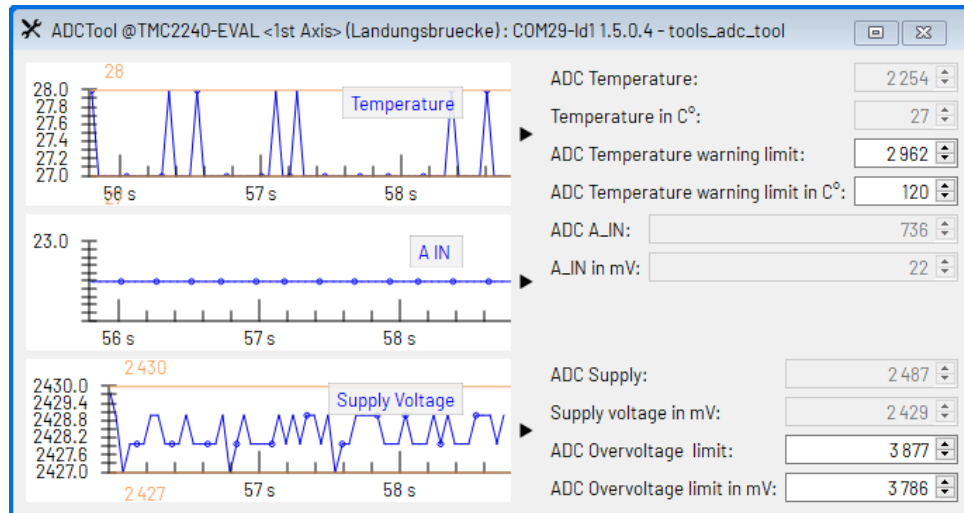 ADCTool @TMC2240-EVAL <1st Axis> (Landungsbruecke) : COM29-Id1 1.5.0.4 - tools_adc_tool
28
28.0
27.8
27.6
27.4
27.2
27.0
Temperature
56 s
57 s
58 s
27
ADC Temperature: 2 254
Temperature in C°: 27
ADC Temperature warning limit: 2 962
ADC Temperature warning limit in C°: 120
23.0
A IN
56 s
57 s
58 s
ADC A_IN: 736
A_IN in mV: 22
2 430
2430.0
2429.4
2428.8
2428.2
2427.6
2427.0
Supply Voltage
57 s
58 s
2 427
ADC Supply: 2 487
Supply voltage in mV: 2 429
ADC Overvoltage limit: 3 877
ADC Overvoltage limit in mV: 3 786